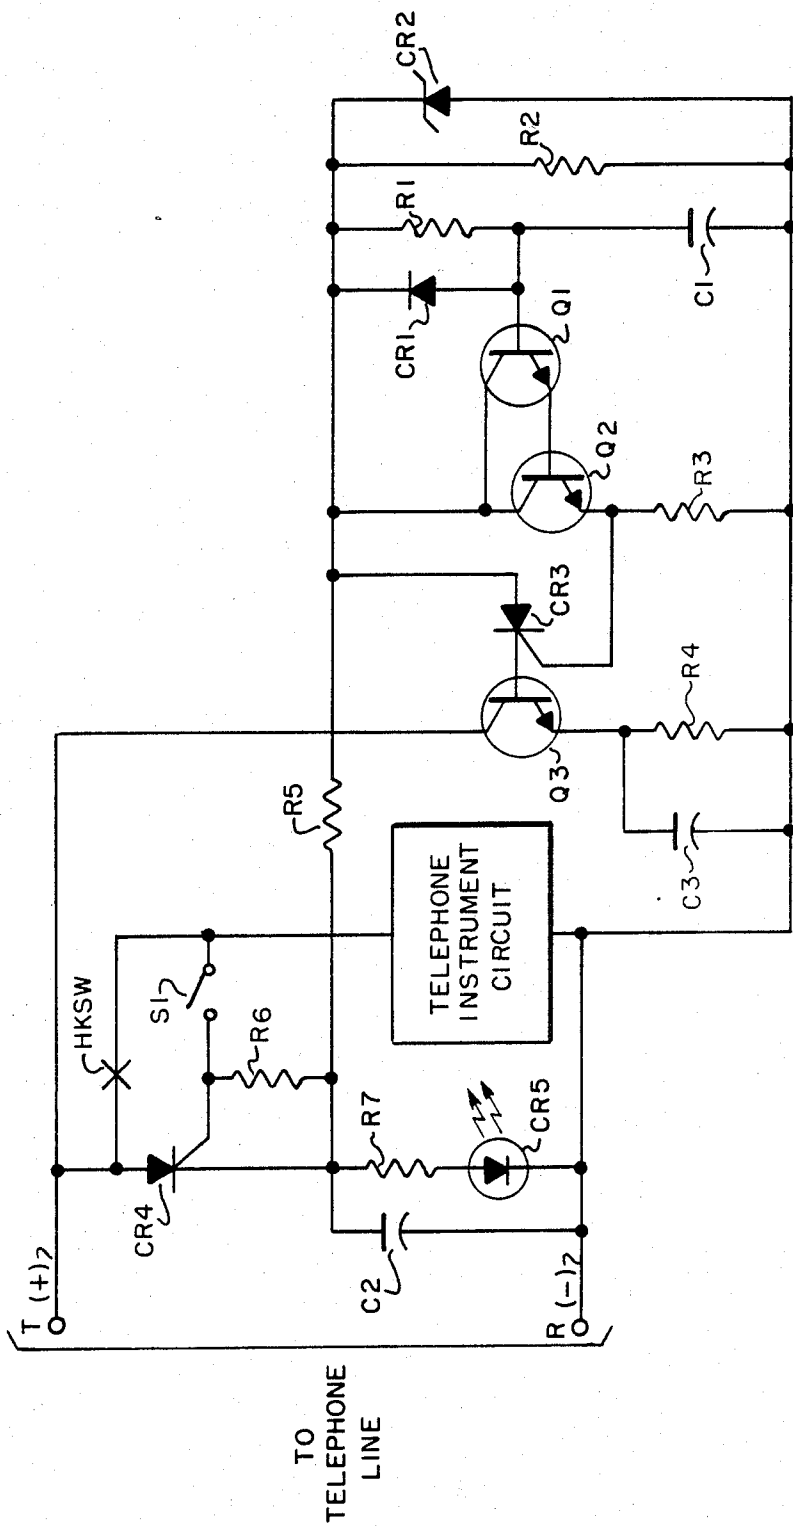 TO
TELEPHONE
LINE
T
(+)
R
(-)
CR4
HKSW
S1
R6
C2
R7
CR5
TELEPHONE
INSTRUMENT
CIRCUIT
R5
Q3
C3
R4
CR3
Q2
R3
Q1
CR1
R1
C1
R2
CR2